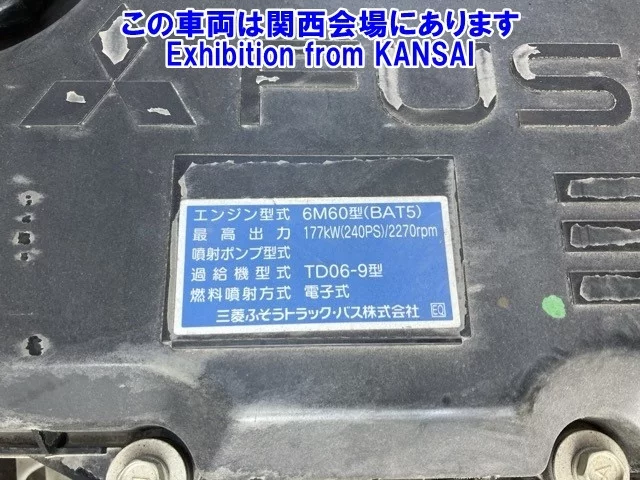 この車両は関西会場にあります
Exhibition from KANSAI
FUS
エンジン型式 6M60型(BAT5)
最高出力 177kW(240PS)/2270rpm
噴射ポンプ型式
過給機型式 TD06-9型
燃料噴射方式 電子式
三菱ふそうトラック・バス株式会社 EQ